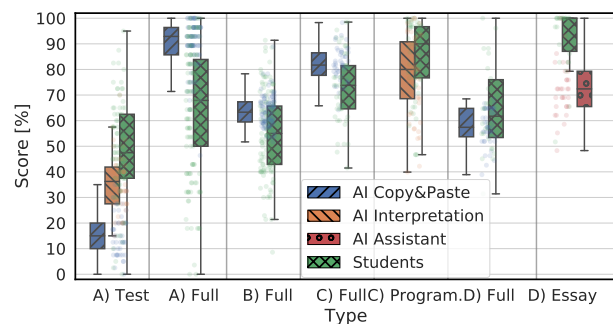 100
90
80
70
60
50
40
30
20
10
0
Score [%]
AI Copy&Paste
AI Interpretation
AI Assistant
Students
A) Test A) Full B) Full C) Full C) Program. D) Full D) Essay
Type